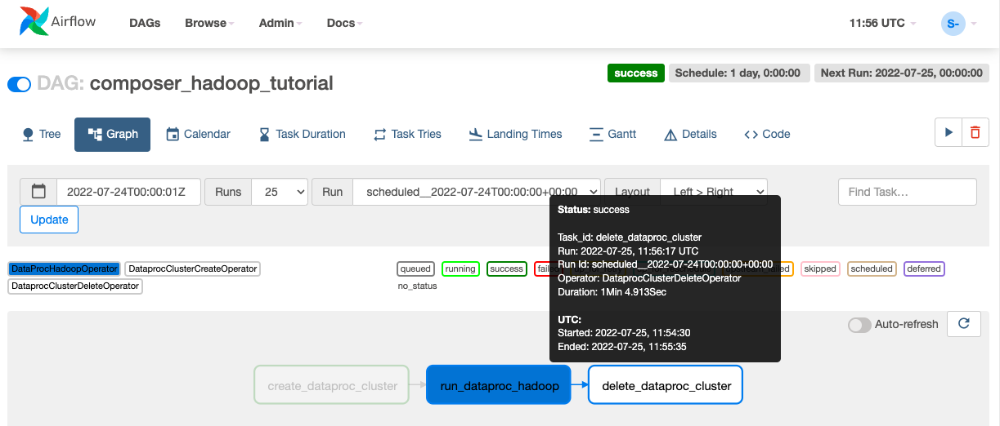 Airflow DAGs Browse Admin Docs 11:56 UTC S-
DAG: composer_hadoop_tutorial success Schedule: 1 day, 0:00:00 Next Run: 2022-07-25, 00:00:00
Tree Graph Calendar Task Duration Task Tries Landing Times Gantt Details Code
2022-07-24T00:00:01Z Runs 25 Run scheduled__2022-07-24T00:00:00+00:00 Layout Left > Right Find Task...
Update
Status: success
Task_id: delete_dataproc_cluster
Run: 2022-07-25, 11:56:17 UTC
Run Id: scheduled__2022-07-24T00:00:00+00:00
Operator: DataprocClusterDeleteOperator
Duration: 1Min 4.913Sec
UTC:
Started: 2022-07-25, 11:54:30
Ended: 2022-07-25, 11:55:35
DataProcHadoopOperator DataprocClusterCreateOperator queued running success failed skipped scheduled deferred
DataprocClusterDeleteOperator no_status
Auto-refresh
create_dataproc_cluster run_dataproc_hadoop delete_dataproc_cluster